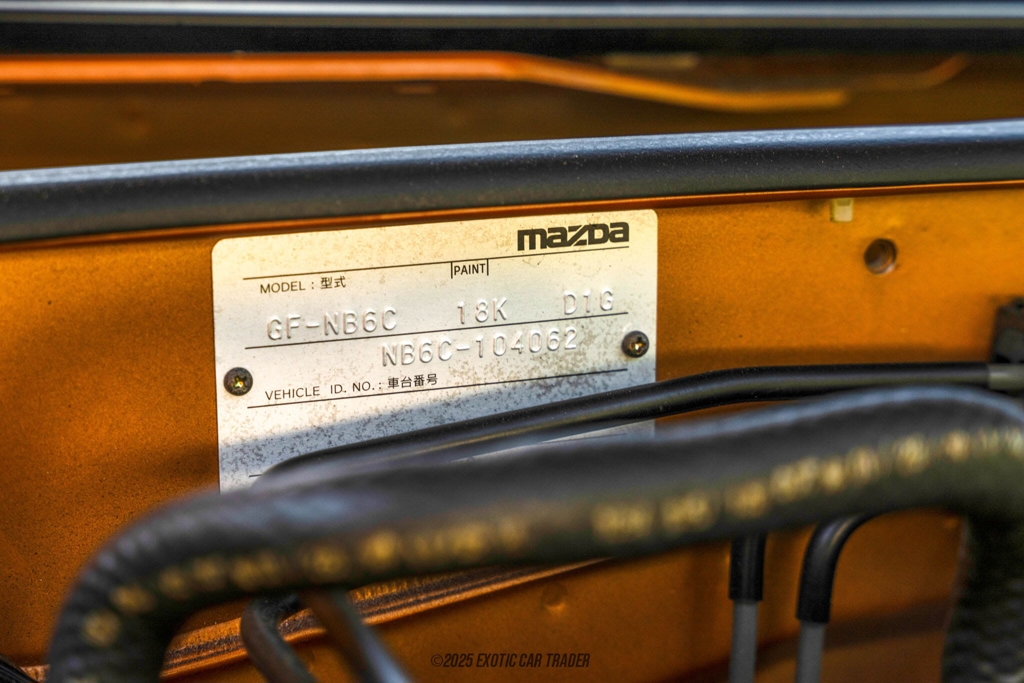 mazda
MODEL : 型式 PAINT
GF-NB6C 18K D1G
NB6C-104062
VEHICLE ID. NO. : 車台番号
©2025 EXOTIC CAR TRADER